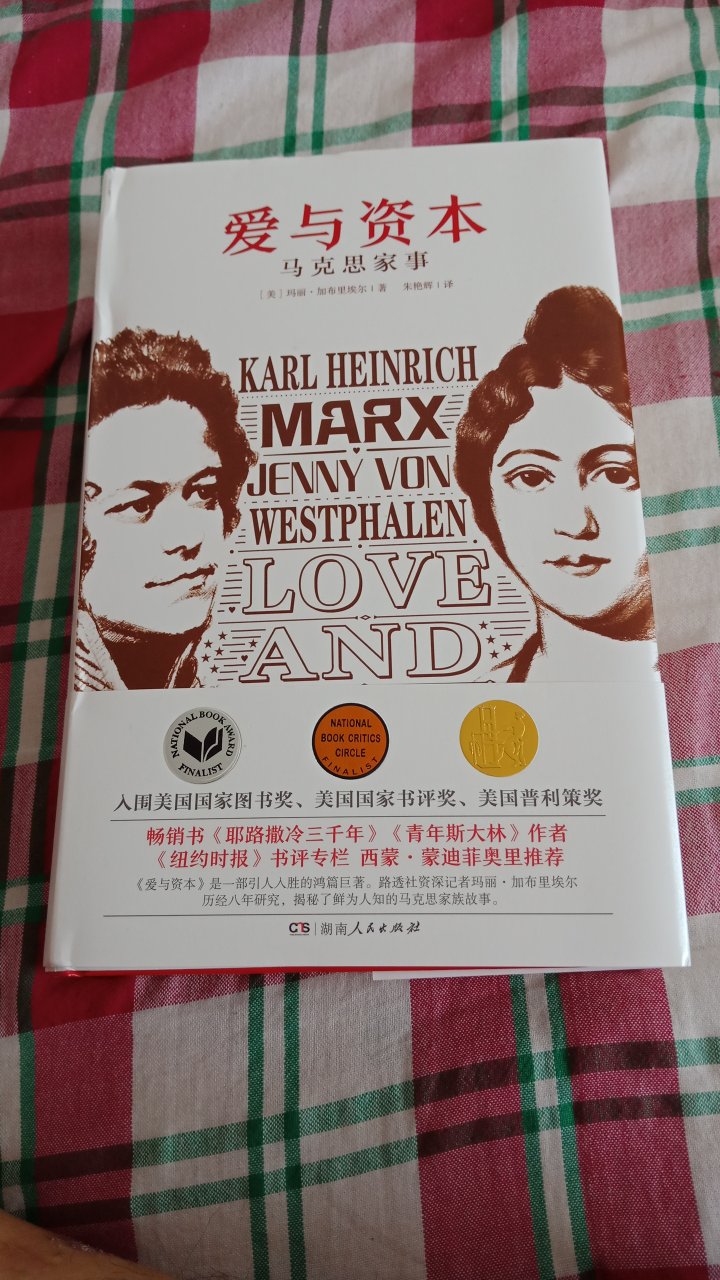 爱与资本
马克思家事
[美]玛丽·加布里埃尔|著 朱艳辉|译
KARL HEINRICH
MARX
JENNY VON
WESTPHALEN
LOVE
AND
NATIONAL BOOK AWARD
FINALIST
NATIONAL
BOOK CRITICS
CIRCLE
FINALIST
入围美国国家图书奖、美国国家书评奖、美国普利策奖
畅销书《耶路撒冷三千年》《青年斯大林》作者
《纽约时报》书评专栏 西蒙·蒙迪菲奥里推荐
《爱与资本》是一部引人入胜的鸿篇巨著。路透社资深记者玛丽·加布里埃尔
历经八年研究,揭秘了鲜为人知的马克思家族故事。
湖南人民出版社